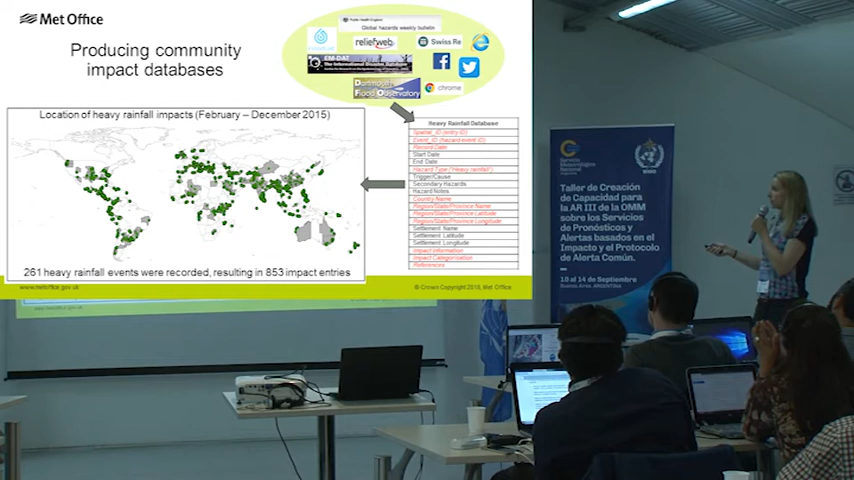 Met Office
Producing community
impact databases
Public Health England
Global hazards weekly bulletin
reliefweb
Swiss Re
EM-DAT
The International Disaster Database
Dartmouth
Flood Observatory
chrome
Location of heavy rainfall impacts (February – December 2015)
261 heavy rainfall events were recorded, resulting in 853 impact entries
Heavy Rainfall Database
Spatial_ID (entry ID)
Event_ID (hazard event ID)
Record Date
Start Date
End Date
Hazard Type ('Heavy rainfall')
Trigger/Cause
Secondary Hazards
Hazard Notes
Country Name
Region/State/Province Name
Region/State/Province Latitude
Region/State/Province Longitude
Settlement Name
Settlement Latitude
Settlement Longitude
Impact Information
Impact Categorisation
References
www.metoffice.gov.uk
© Crown Copyright 2018, Met Office
Servicio
Meteorológico
Nacional
Argentina
Taller de Creación
de Capacidad para
la AR III de la OMM
sobre los Servicios
de Pronósticos y
Alertas basados en
el Impacto y el Protocolo
de Alerta Común.
10 al 14 de Septiembre
Buenos Aires, ARGENTINA